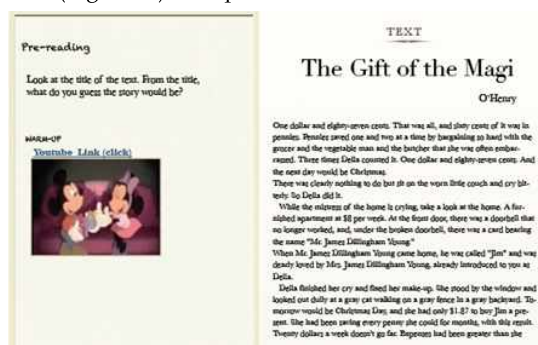 Pre-reading
Look at the title of the text. From the title,
what do you guess the story would be?
WARM-UP
Youtube Link (click)
TEXT
The Gift of the Magi
O'Henry
One dollar and eighty-seven cents. That was all, and sixty cents of it was in
pennies. Pennies saved one and two at a time by bargaining so hard with the
grocer and the vegetable man and the butcher that she was often embar-
rassed. Three times Della counted it. One dollar and eighty-seven cents. And
the next day would be Christmas.
There was clearly nothing to do but sit on the worn little couch and cry bit-
terly. So Della did it.
While the mistress of the home is crying, take a look at the home. A fur-
nished apartment at $8 per week. At the front door, there was a doorbell that
no longer worked, and, under the broken doorbell, there was a card bearing
the name "Mr. James Dillingham Young."
When Mr. James Dillingham Young came home, he was called "Jim" and was
dearly loved by Mrs. James Dillingham Young, already introduced to you as
Della.
Della finished her cry and fixed her make-up. She stood by the window and
looked out dully at a gray cat walking on a gray fence in a gray backyard. To-
morrow would be Christmas Day, and she had only $1.87 to buy Jim a pre-
sent. She had been saving every penny she could for months, with this result.
Twenty dollars a week doesn't go far. Expenses had been greater than she